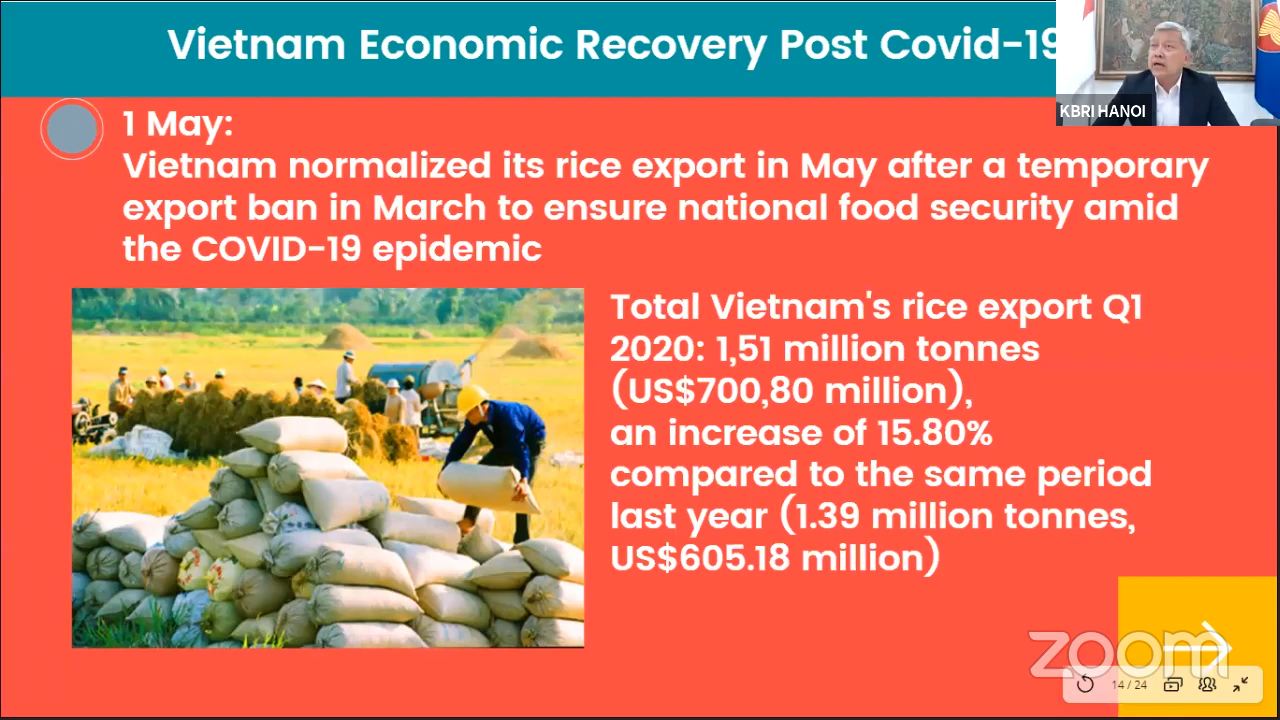 Vietnam Economic Recovery Post Covid-19
KBRI HANOI
1 May:
Vietnam normalized its rice export in May after a temporary
export ban in March to ensure national food security amid
the COVID-19 epidemic
Total Vietnam's rice export Q1
2020: 1,51 million tonnes
(US$700,80 million),
an increase of 15.80%
compared to the same period
last year (1.39 million tonnes,
US$605.18 million)
zoom
14 / 24